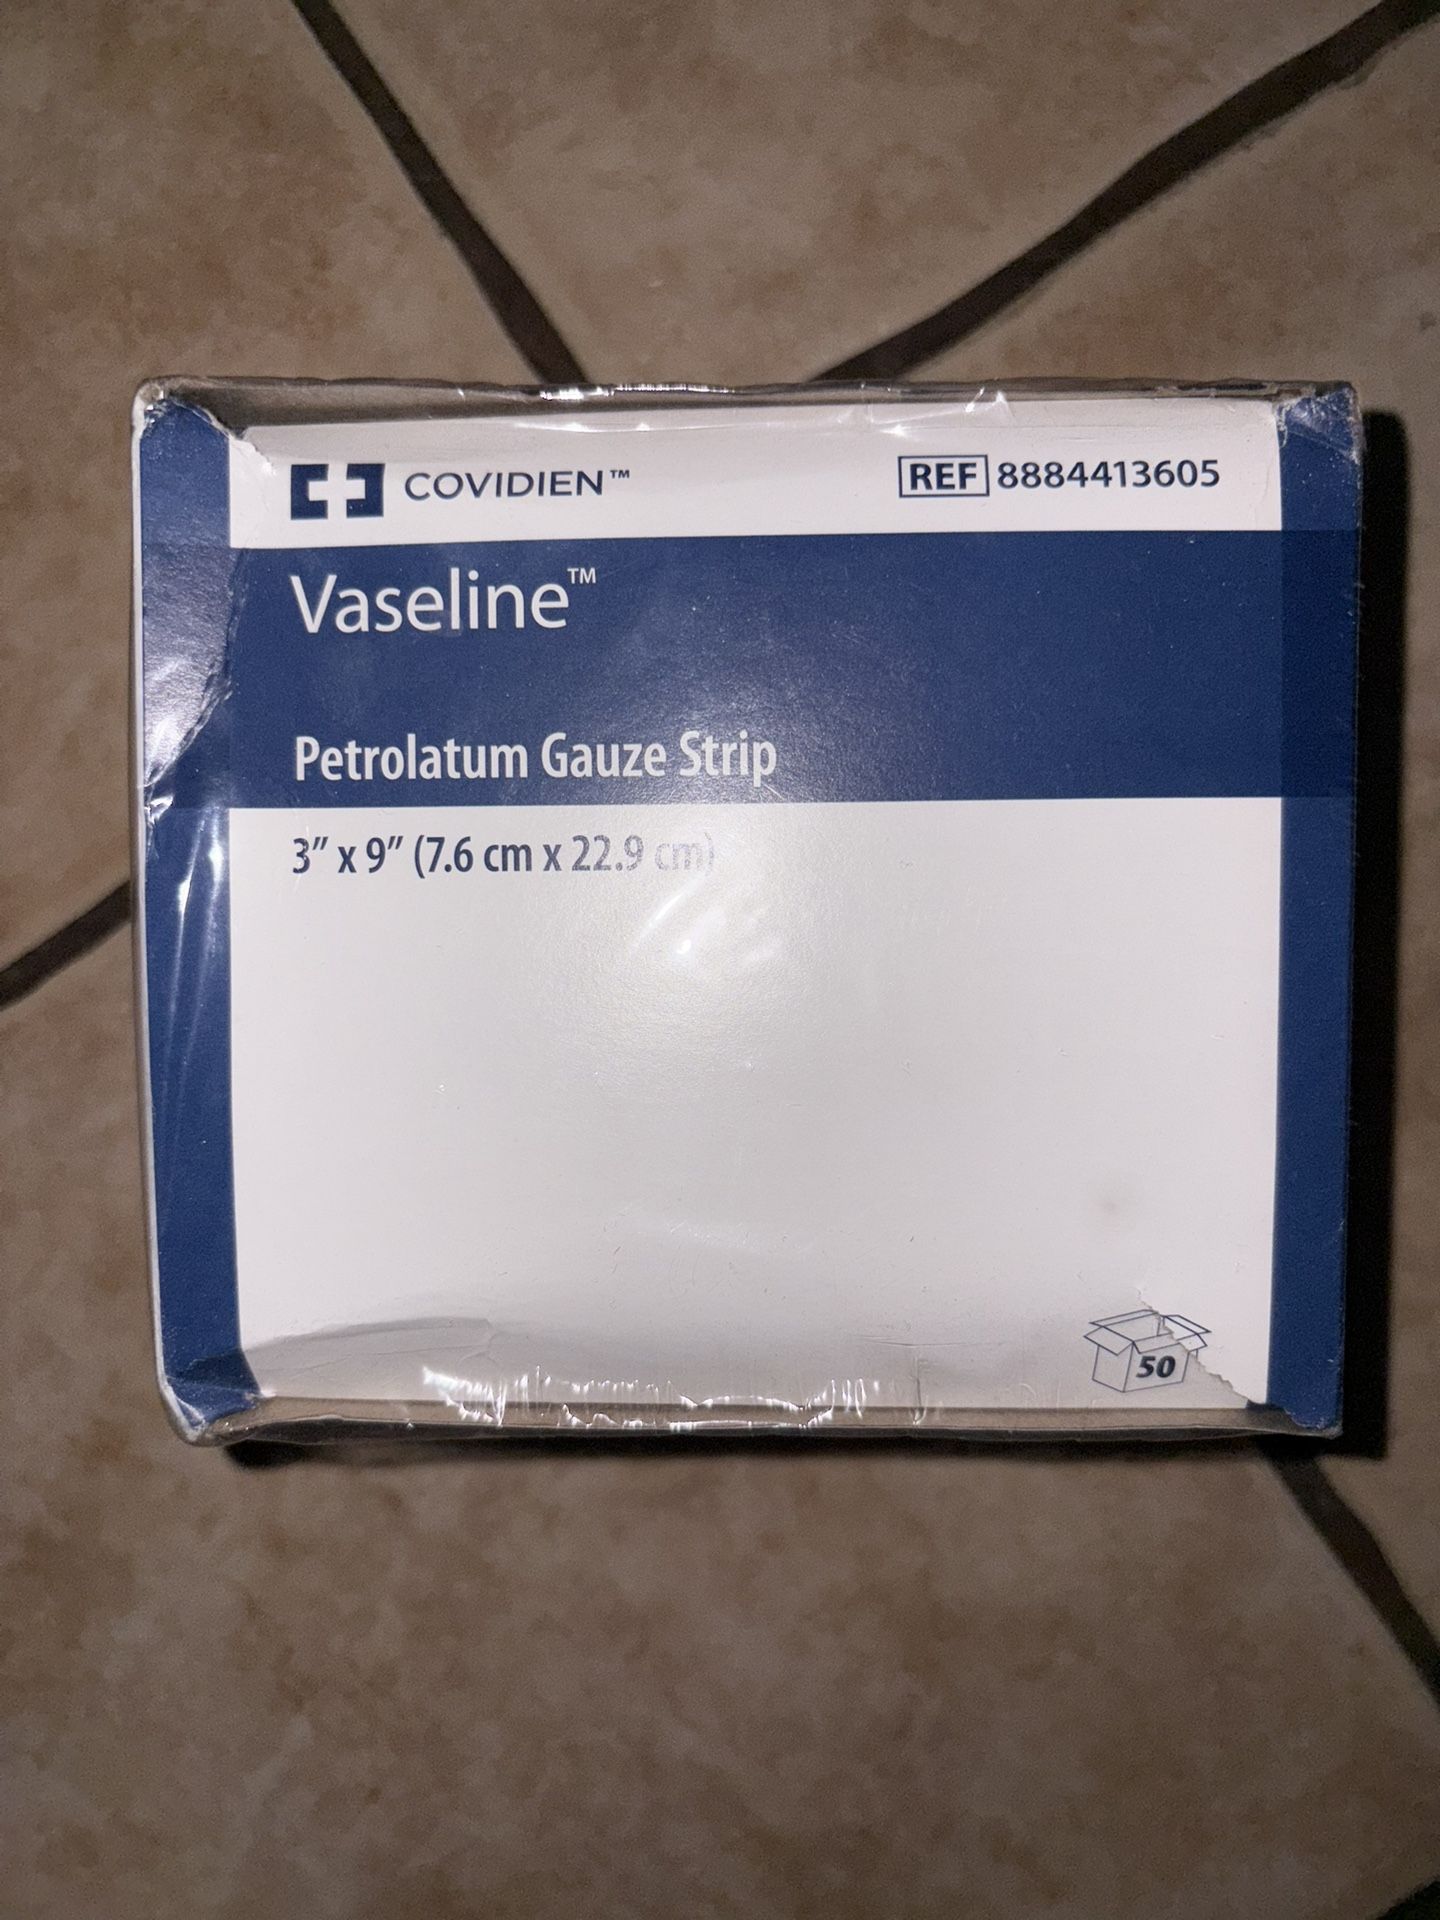 COVIDIEN™
REF 8884413605
Vaseline™
Petrolatum Gauze Strip
3” x 9” (7.6 cm x 22.9 cm)
50